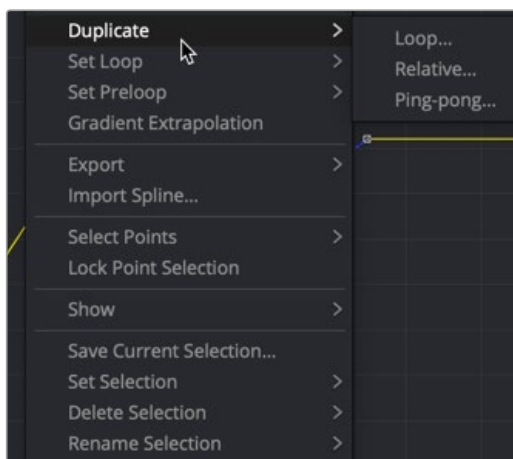 Duplicate
Set Loop
Set Preloop
Gradient Extrapolation
Export
Import Spline...
Select Points
Lock Point Selection
Show
Save Current Selection...
Set Selection
Delete Selection
Rename Selection
Loop...
Relative...
Ping-pong...